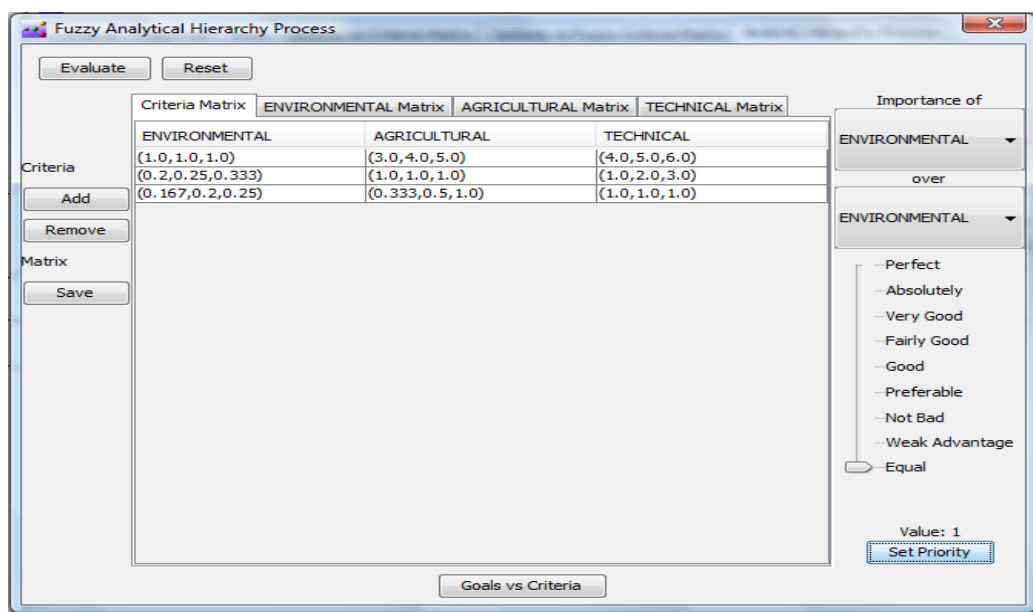 Fuzzy Analytical Hierarchy Process
Evaluate Reset
Criteria Matrix ENVIRONMENTAL Matrix AGRICULTURAL Matrix TECHNICAL Matrix
ENVIRONMENTAL AGRICULTURAL TECHNICAL
(1.0,1.0,1.0) (3.0,4.0,5.0) (4.0,5.0,6.0)
(0.2,0.25,0.333) (1.0,1.0,1.0) (1.0,2.0,3.0)
(0.167,0.2,0.25) (0.333,0.5,1.0) (1.0,1.0,1.0)
Criteria
Add
Remove
Matrix
Save
Importance of
ENVIRONMENTAL
over
ENVIRONMENTAL
Perfect
Absolutely
Very Good
Fairly Good
Good
Preferable
Not Bad
Weak Advantage
Equal
Value: 1
Set Priority
Goals vs Criteria